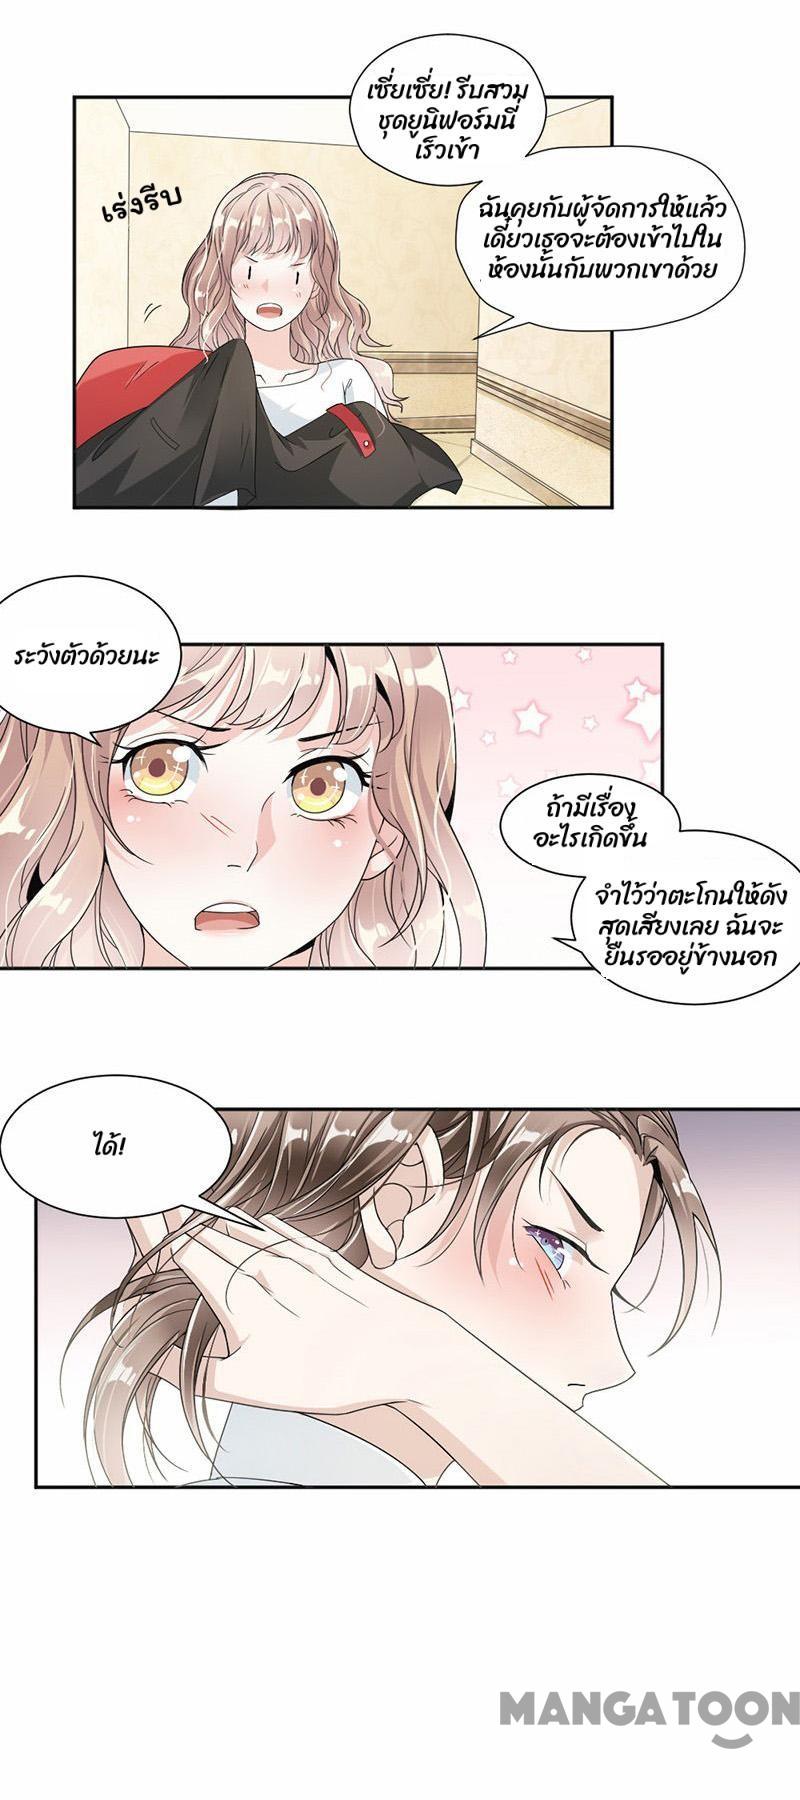 เซี่ยเซี่ย! รีบสวม
ชุดยูนิฟอร์มนี่
เร็วเข้า
เร่งรีบ
ฉันคุยกับผู้จัดการให้แล้ว
เดี๋ยวเธอจะต้องเข้าไปใน
ห้องนั้นกับพวกเขาด้วย
ระวังตัวด้วยนะ
ถ้ามีเรื่อง
อะไรเกิดขึ้น
จำไว้ว่าตะโกนให้ดัง
สุดเสียงเลย ฉันจะ
ยืนรออยู่ข้างนอก
ได้!
MANGATOON